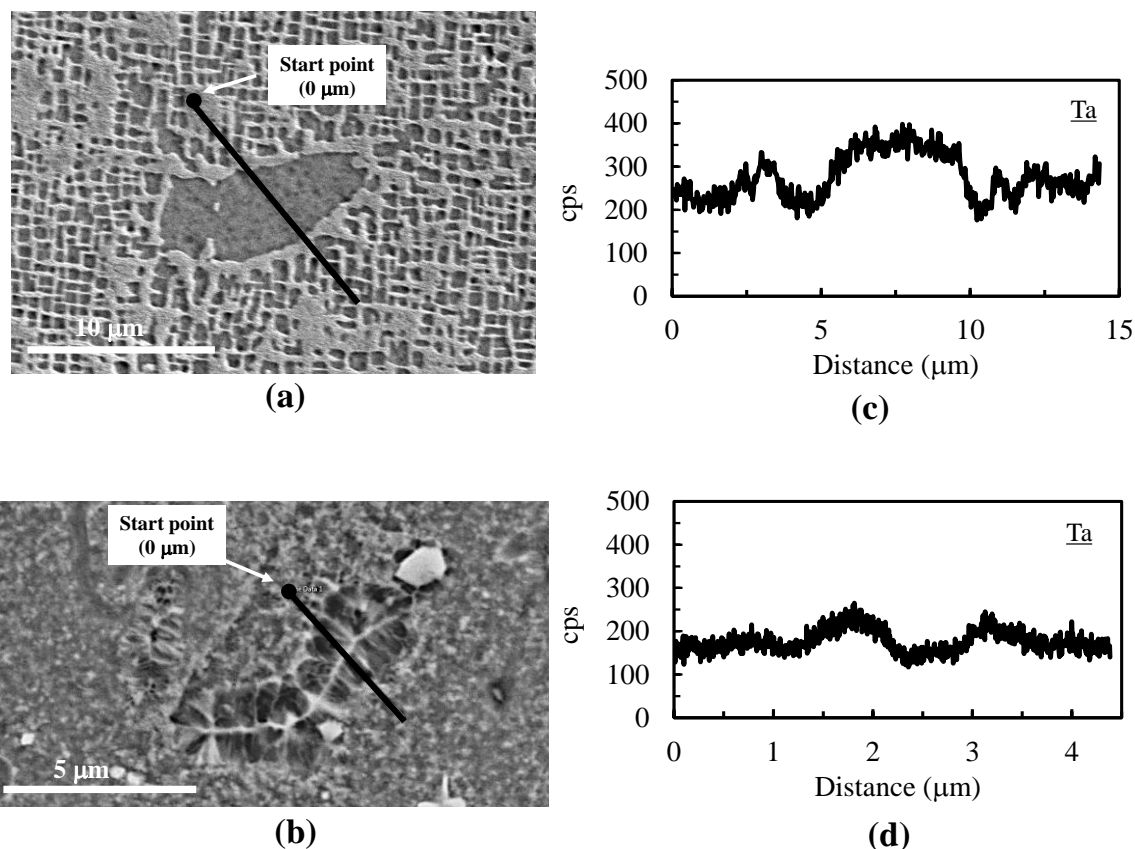 Start point
(0 μm)
10 μm
(a)
500
400
300
200
100
0
cps
Ta
0 5 10 15
Distance (μm)
(c)
Start point
(0 μm)
Data 1
5 μm
(b)
500
400
300
200
100
0
cps
Ta
0 1 2 3 4
Distance (μm)
(d)